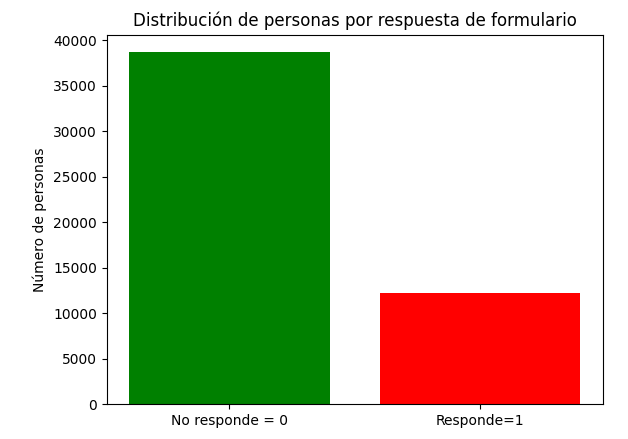 Distribución de personas por respuesta de formulario
40000
35000
30000
25000
20000
15000
10000
5000
0
Número de personas
No responde = 0
Responde=1